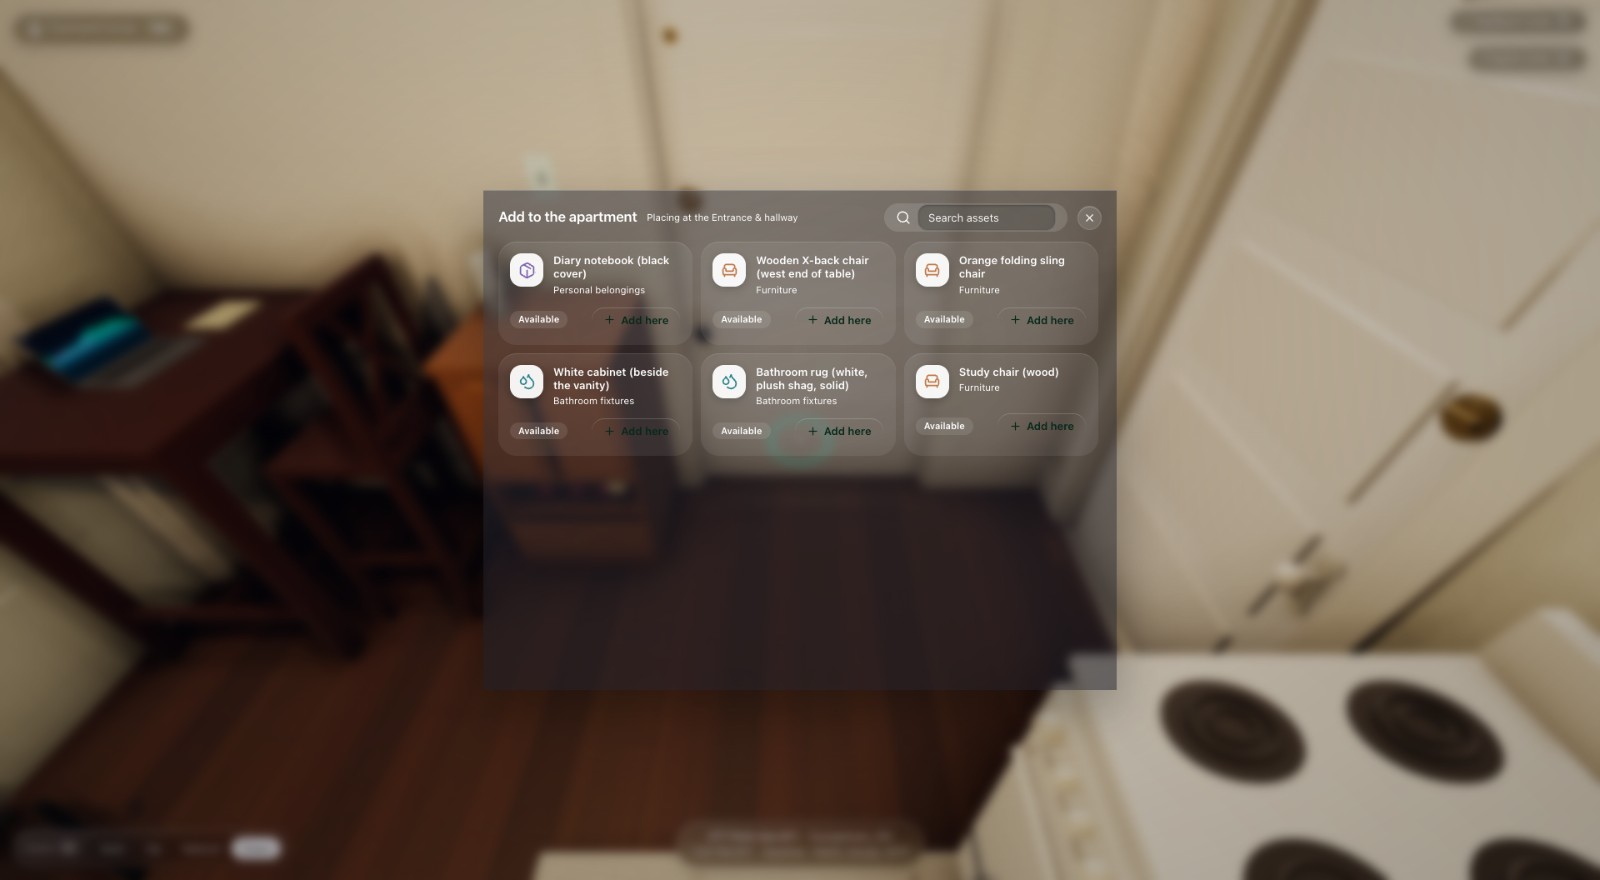 Add to the apartment
Placing at the Entrance & hallway
Search assets
Diary notebook (black
cover)
Personal belongings
Available
Add here
Wooden X-back chair
(west end of table)
Furniture
Available
Add here
Orange folding sling
chair
Furniture
Available
Add here
White cabinet (beside
the vanity)
Bathroom fixtures
Available
Add here
Bathroom rug (white,
plush shag, solid)
Bathroom fixtures
Available
Add here
Study chair (wood)
Furniture
Available
Add here